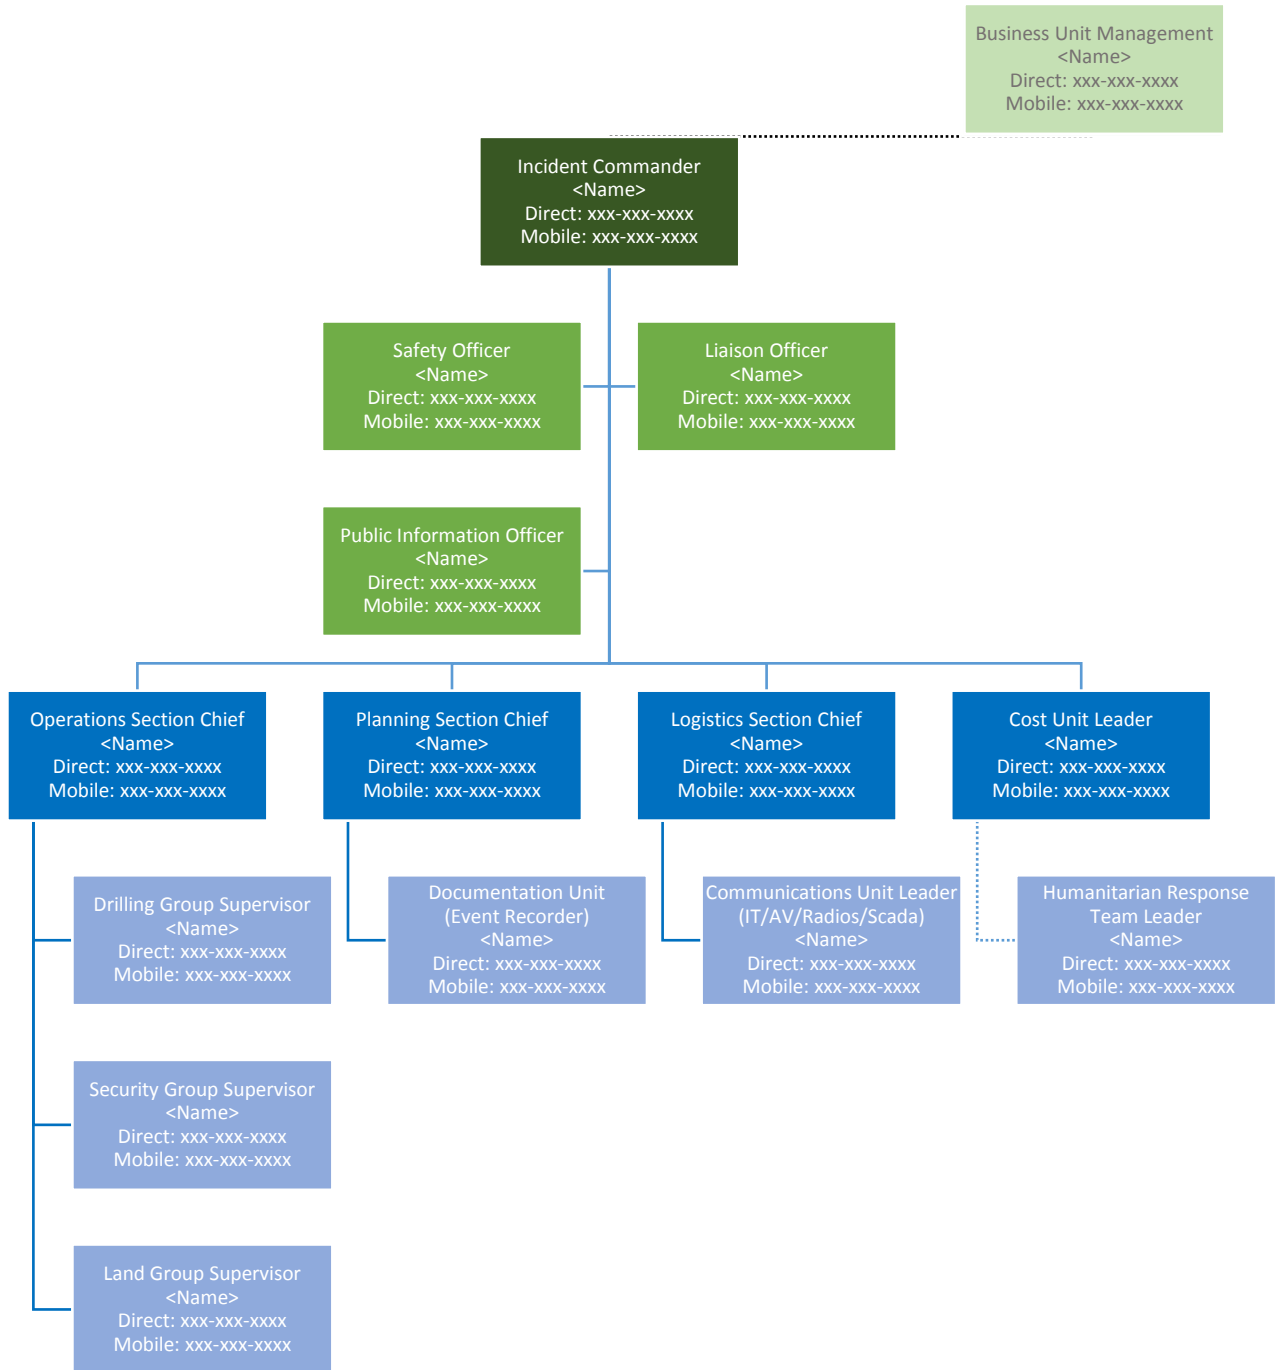 Business Unit Management
<Name>
Direct: xxx-xxx-xxxx
Mobile: xxx-xxx-xxxx
Incident Commander
<Name>
Direct: xxx-xxx-xxxx
Mobile: xxx-xxx-xxxx
Safety Officer
<Name>
Direct: xxx-xxx-xxxx
Mobile: xxx-xxx-xxxx
Liaison Officer
<Name>
Direct: xxx-xxx-xxxx
Mobile: xxx-xxx-xxxx
Public Information Officer
<Name>
Direct: xxx-xxx-xxxx
Mobile: xxx-xxx-xxxx
Operations Section Chief
<Name>
Direct: xxx-xxx-xxxx
Mobile: xxx-xxx-xxxx
Planning Section Chief
<Name>
Direct: xxx-xxx-xxxx
Mobile: xxx-xxx-xxxx
Logistics Section Chief
<Name>
Direct: xxx-xxx-xxxx
Mobile: xxx-xxx-xxxx
Cost Unit Leader
<Name>
Direct: xxx-xxx-xxxx
Mobile: xxx-xxx-xxxx
Drilling Group Supervisor
<Name>
Direct: xxx-xxx-xxxx
Mobile: xxx-xxx-xxxx
Documentation Unit
(Event Recorder)
<Name>
Direct: xxx-xxx-xxxx
Mobile: xxx-xxx-xxxx
Communications Unit Leader
(IT/AV/Radios/Scada)
<Name>
Direct: xxx-xxx-xxxx
Mobile: xxx-xxx-xxxx
Humanitarian Response
Team Leader
<Name>
Direct: xxx-xxx-xxxx
Mobile: xxx-xxx-xxxx
Security Group Supervisor
<Name>
Direct: xxx-xxx-xxxx
Mobile: xxx-xxx-xxxx
Land Group Supervisor
<Name>
Direct: xxx-xxx-xxxx
Mobile: xxx-xxx-xxxx